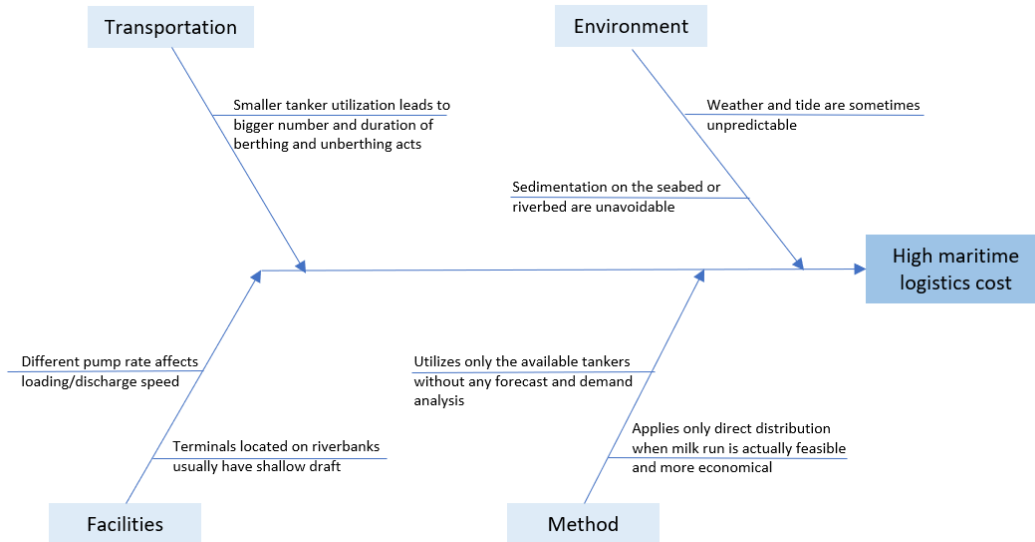 Transportation
Environment
Smaller tanker utilization leads to
bigger number and duration of
berthing and unberthing acts
Weather and tide are sometimes
unpredictable
Sedimentation on the seabed or
riverbed are unavoidable
High maritime
logistics cost
Different pump rate affects
loading/discharge speed
Utilizes only the available tankers
without any forecast and demand
analysis
Terminals located on riverbanks
usually have shallow draft
Applies only direct distribution
when milk run is actually feasible
and more economical
Facilities
Method